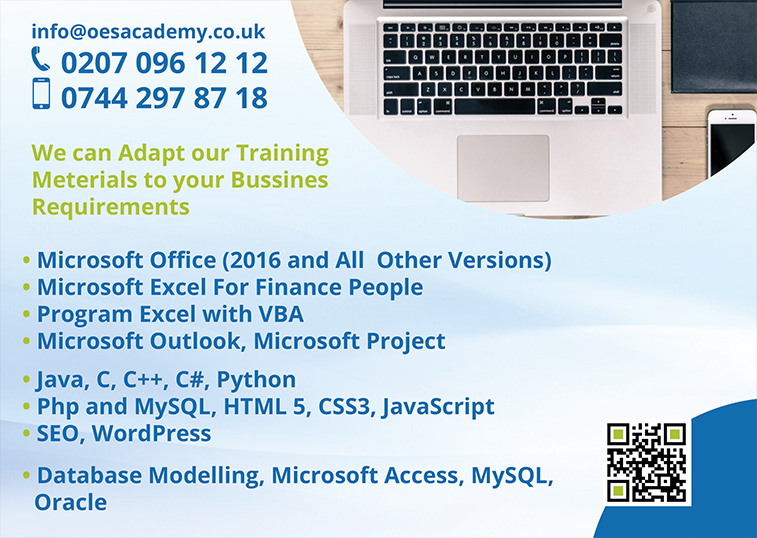 info@oesacademy.co.uk
0207 096 12 12
0744 297 87 18
We can Adapt our Training
Meterials to your Bussines
Requirements
• Microsoft Office (2016 and All Other Versions)
• Microsoft Excel For Finance People
• Program Excel with VBA
• Microsoft Outlook, Microsoft Project
• Java, C, C++, C#, Python
• Php and MySQL, HTML 5, CSS3, JavaScript
• SEO, WordPress
• Database Modelling, Microsoft Access, MySQL,
Oracle